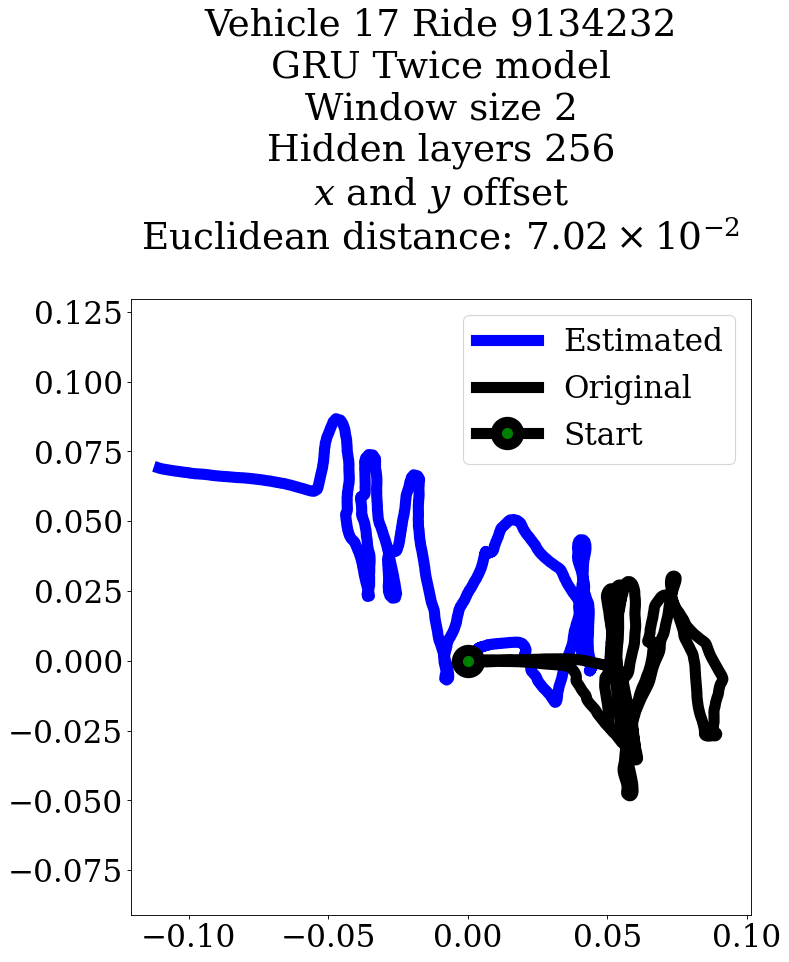 Vehicle 17 Ride 9134232
GRU Twice model
Window size 2
Hidden layers 256
x and y offset
Euclidean distance: 7.02 × 10⁻²
Estimated
Original
Start
0.125
0.100
0.075
0.050
0.025
0.000
−0.025
−0.050
−0.075
−0.10 −0.05 0.00 0.05 0.10